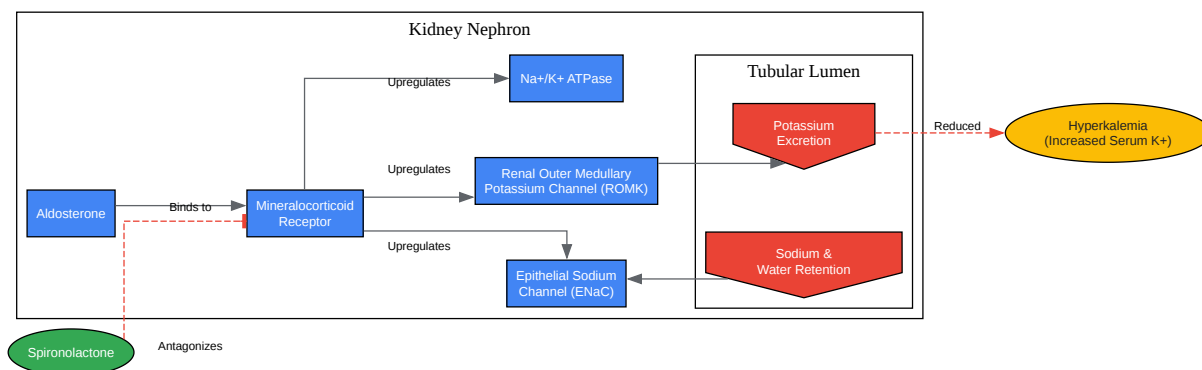 Kidney Nephron
Tubular Lumen
Upregulates
Na+/K+ ATPase
Potassium
Excretion
Reduced
Hyperkalemia
(Increased Serum K+)
Upregulates
Renal Outer Medullary
Potassium Channel (ROMK)
Aldosterone
Binds to
Mineralocorticoid
Receptor
Upregulates
Epithelial Sodium
Channel (ENaC)
Sodium &
Water Retention
Spironolactone
Antagonizes